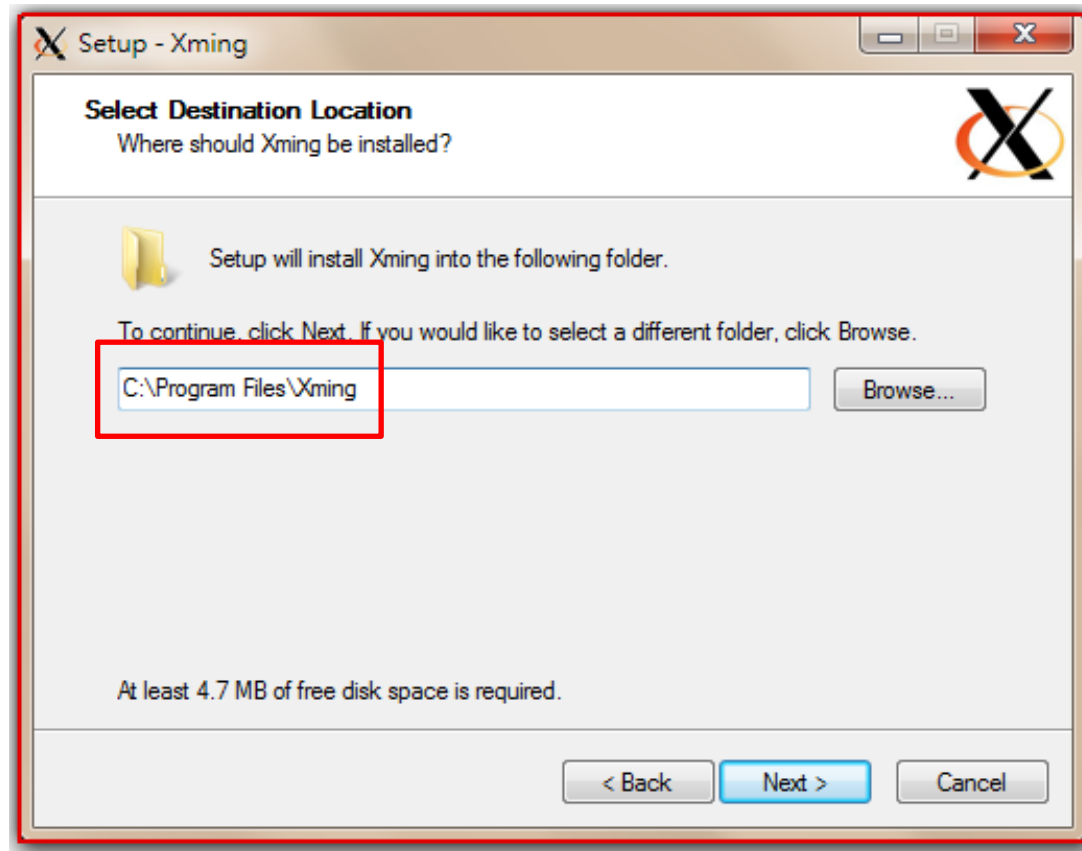 Setup - Xming
Select Destination Location
Where should Xming be installed?
Setup will install Xming into the following folder.
To continue, click Next. If you would like to select a different folder, click Browse.
C:\Program Files\Xming
Browse...
At least 4.7 MB of free disk space is required.
< Back
Next >
Cancel